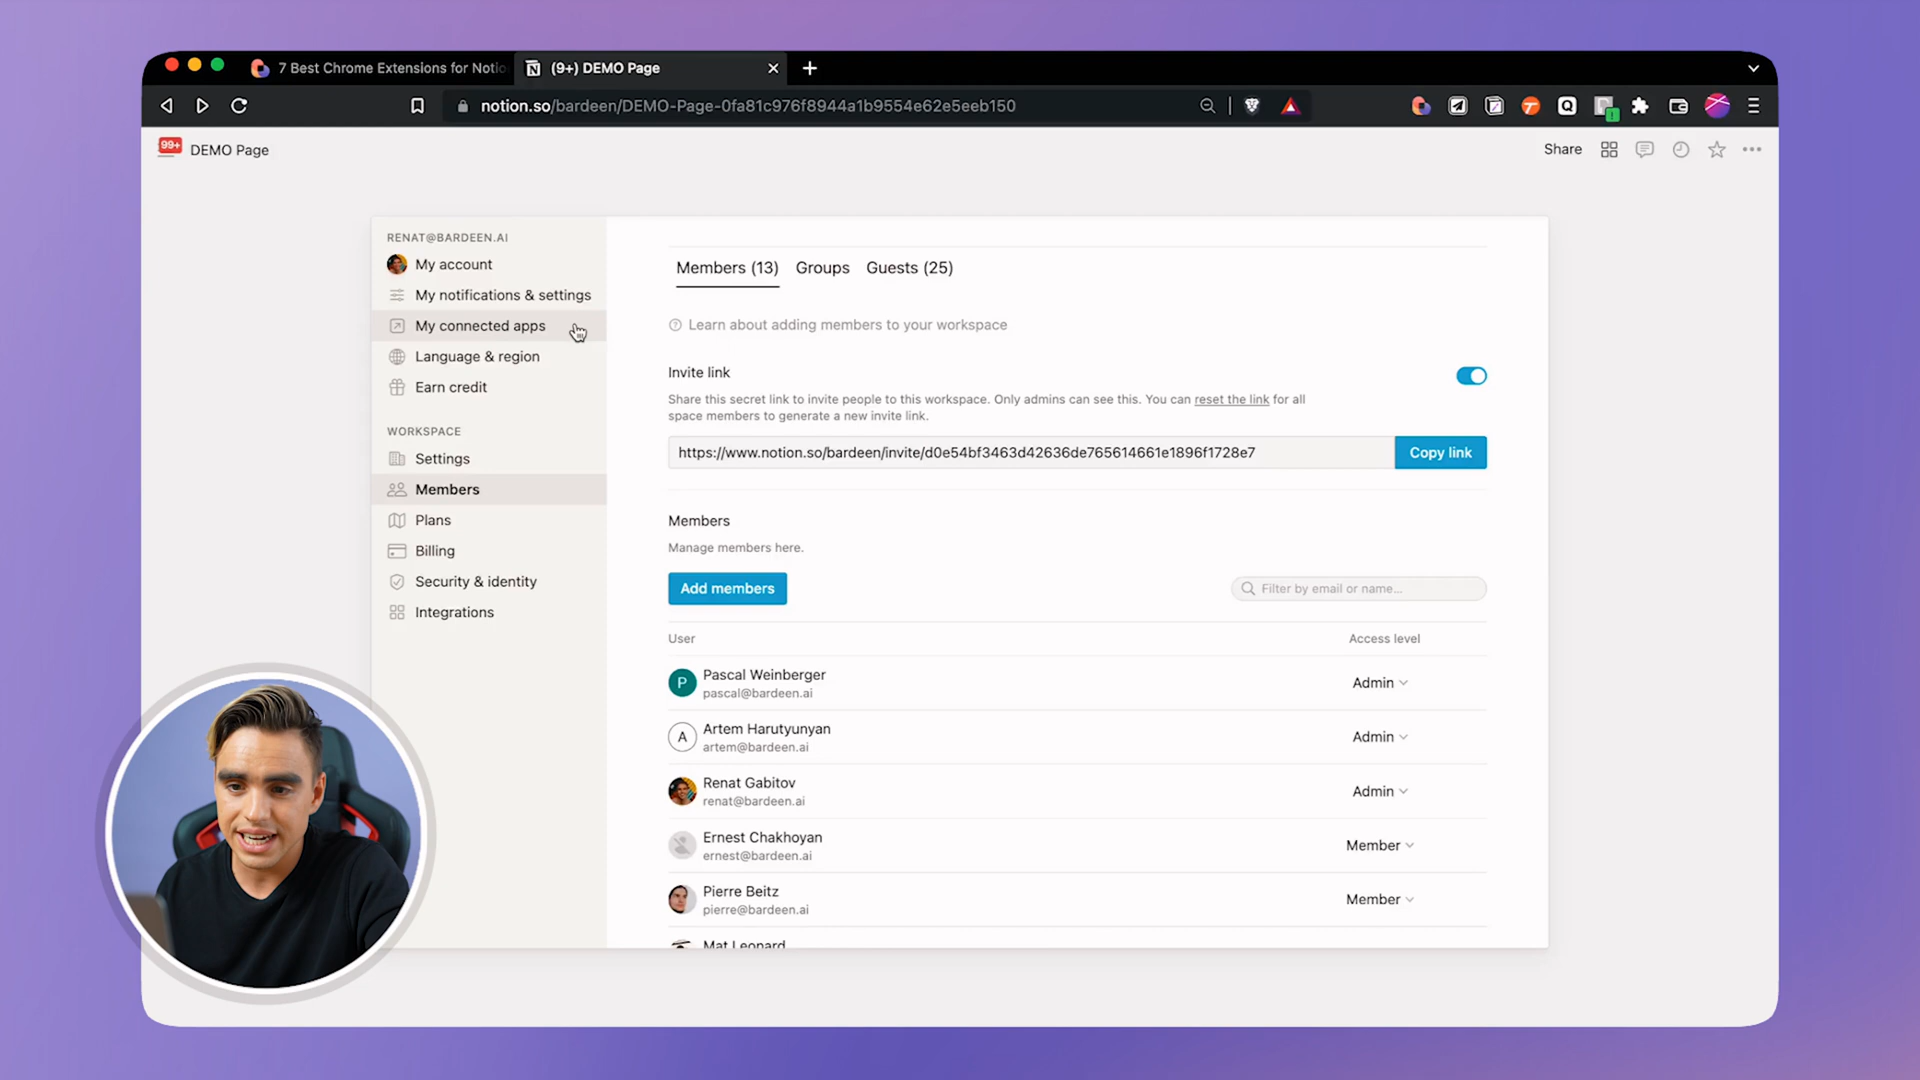 7 Best Chrome Extensions for Notio
(9+) DEMO Page
notion.so/bardeen/DEMO-Page-0fa81c976f8944a1b9554e62e5eeb150
99+
DEMO Page
Share
RENAT@BARDEEN.AI
My account
My notifications & settings
My connected apps
Language & region
Earn credit
WORKSPACE
Settings
Members
Plans
Billing
Security & identity
Integrations
Members (13) Groups Guests (25)
Learn about adding members to your workspace
Invite link
Share this secret link to invite people to this workspace. Only admins can see this. You can reset the link for all
space members to generate a new invite link.
https://www.notion.so/bardeen/invite/d0e54bf3463d42636de765614661e1896f1728e7
Copy link
Members
Manage members here.
Add members
Filter by email or name...
User
Access level
P
Pascal Weinberger
pascal@bardeen.ai
Admin
A
Artem Harutyunyan
artem@bardeen.ai
Admin
Renat Gabitov
renat@bardeen.ai
Admin
Ernest Chakhoyan
ernest@bardeen.ai
Member
Pierre Beitz
pierre@bardeen.ai
Member
Mat Leonard